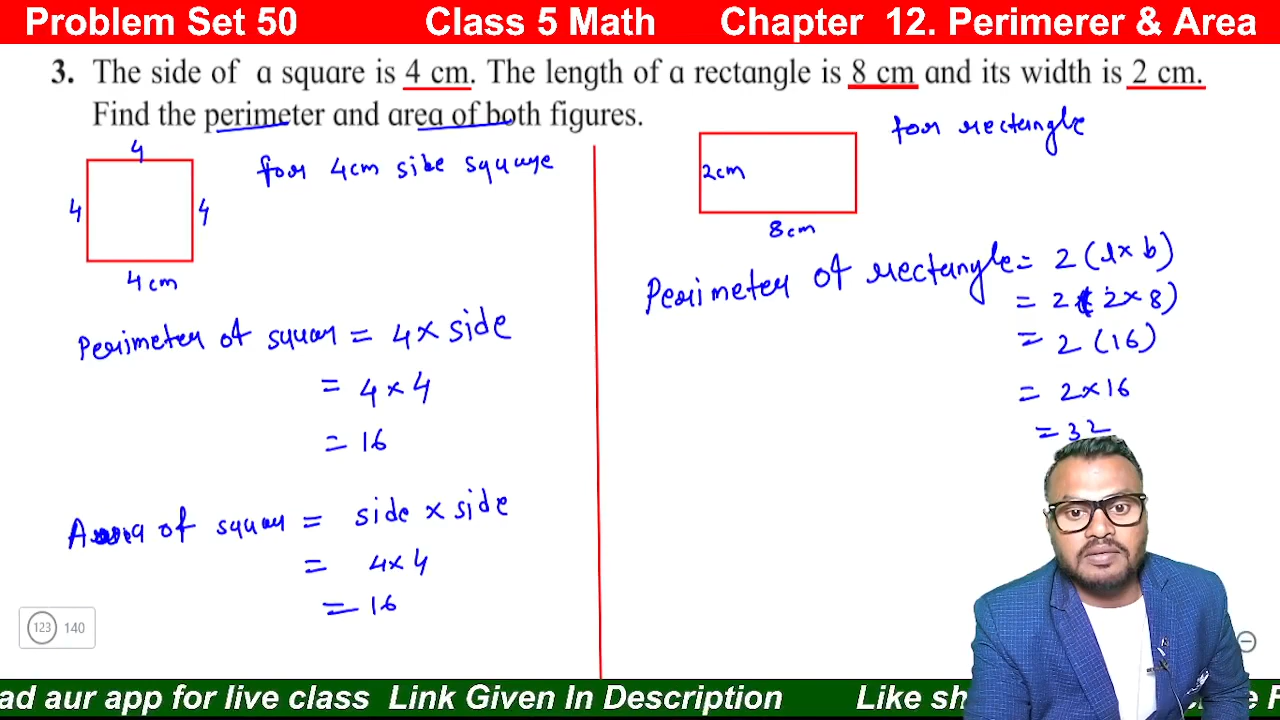 Problem Set 50 Class 5 Math Chapter 12. Perimerer & Area
3. The side of a square is 4 cm. The length of a rectangle is 8 cm and its width is 2 cm.
Find the perimeter and area of both figures.
4
4
4
4 cm
for 4cm side square
Perimeter of squar = 4 × side
= 4 × 4
= 16
Area of squar = side × side
= 4×4
= 16
for rectangle
2cm
8cm
Perimeter of rectangle = 2 (l× b)
= 2 ( 2 × 8)
= 2 (16)
= 2×16
= 32
123 140
ad aur app for live class Link Given In Description Like sh